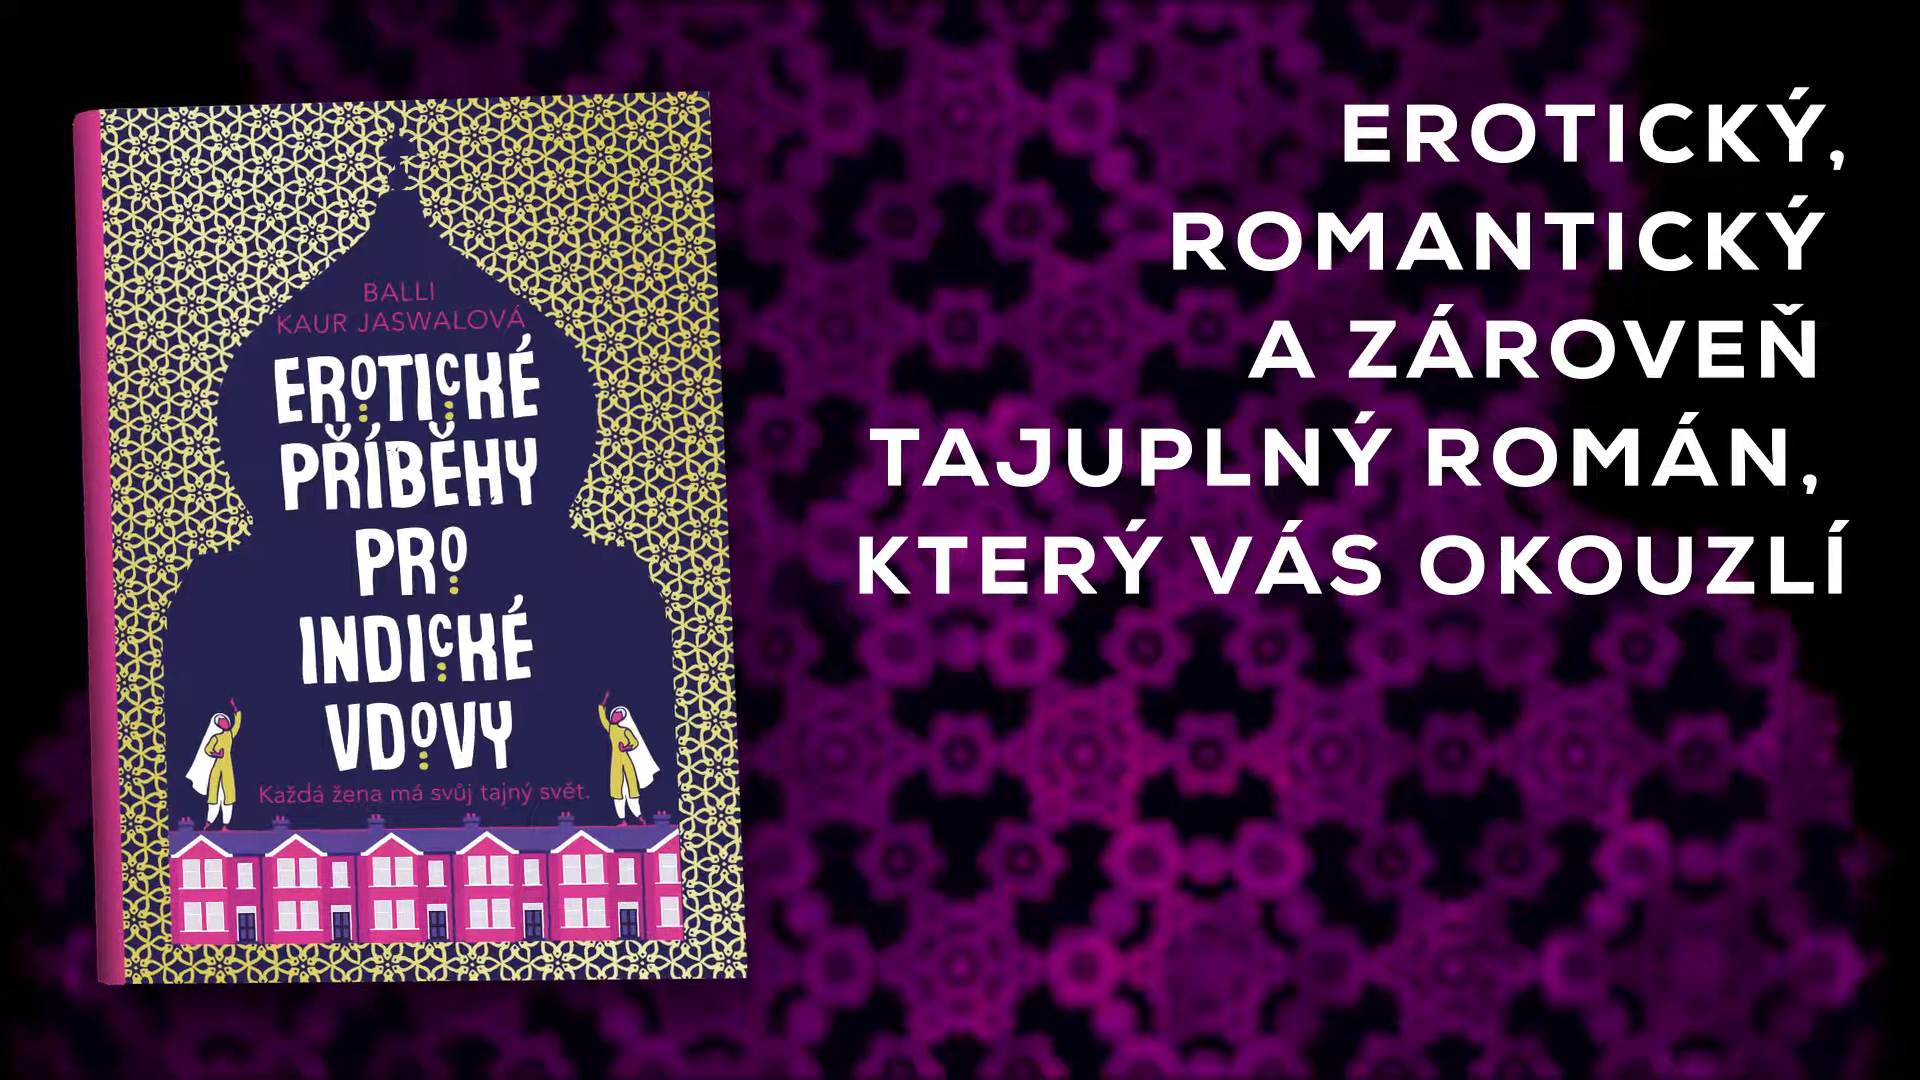 BALLI
KAUR JASWALOVÁ
EROTICKÉ
PŘÍBĚHY
PRO
INDICKÉ
VDOVY
Každá žena má svůj tajný svět.
EROTICKÝ,
ROMANTICKÝ
A ZÁROVEŇ
TAJUPLNÝ ROMÁN,
KTERÝ VÁS OKOUZLÍ